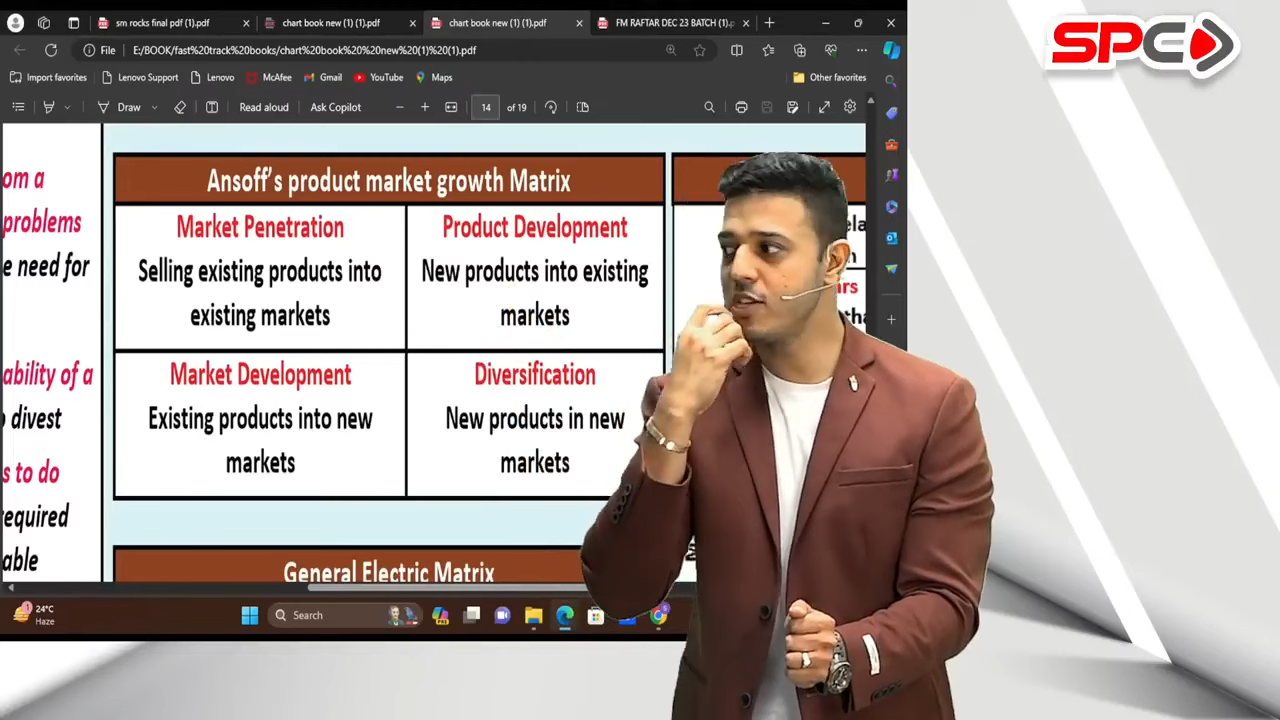 sm rocks final pdf (1).pdf
chart book new (1) (1).pdf
chart book new (1) (1).pdf
FM RAFTAR DEC 23 BATCH (1).pdf
File
E:/BOOK/fast%20track%20books/chart%20book%20new%20(1)%20(1).pdf
Import favorites
Lenovo Support
Lenovo
McAfee
Gmail
YouTube
Maps
Other favorites
Draw
Read aloud
Ask Copilot
14
of 19
SPC
om a
problems
e need for
ability of a
divest
s to do
required
able
Ansoff's product market growth Matrix
Market Penetration
Selling existing products into
existing markets
Product Development
New products into existing
markets
Market Development
Existing products into new
markets
Diversification
New products in new
markets
General Electric Matrix
24°C
Haze
Search